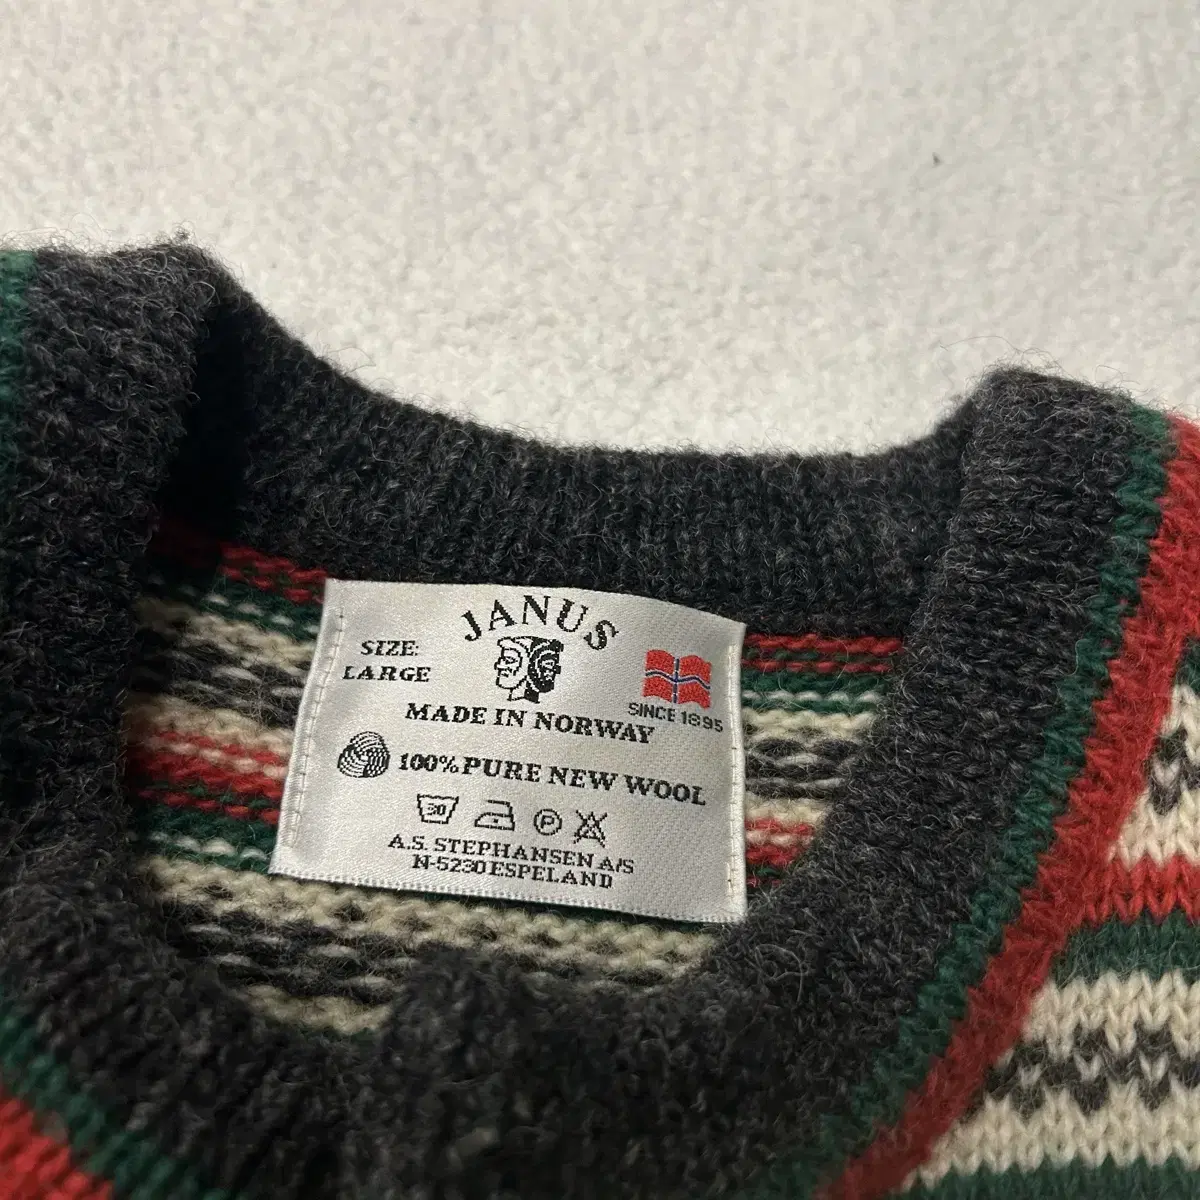 JANUS
SIZE:
LARGE
MADE IN NORWAY
SINCE 1895
100% PURE NEW WOOL
30 P
A.S. STEPHANSEN A/S
N-5230 ESPELAND